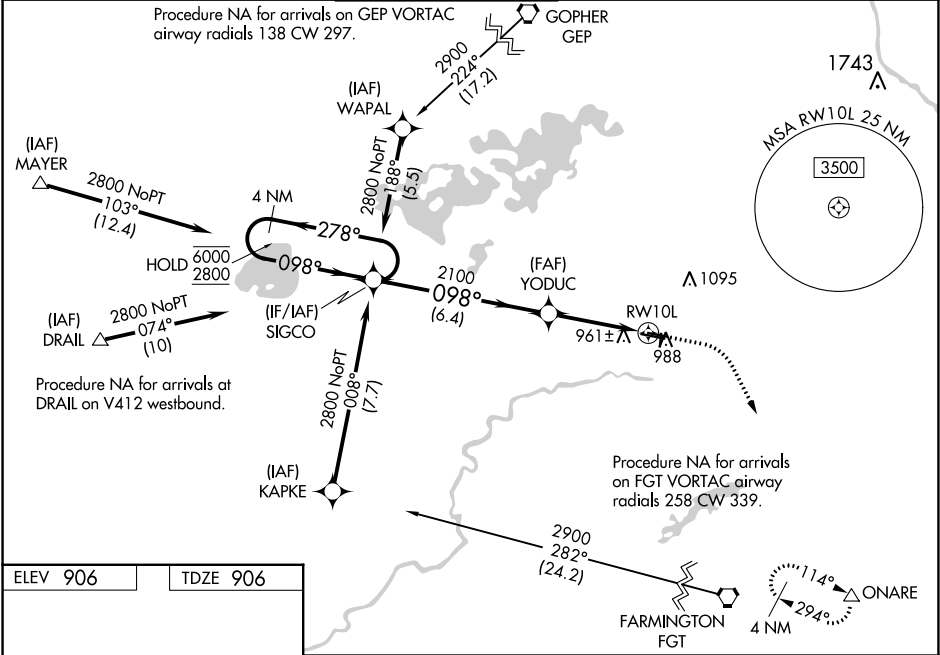 Procedure NA for arrivals on GEP VORTAC
airway radials 138 CW 297.
GOPHER
GEP
2900
224°
(17.2)
1743
(IAF)
WAPAL
MSA RW10L 25 NM
3500
(IAF)
MAYER
2800 NoPT
103°
(12.4)
2800 NoPT
188°
(5.5)
4 NM
278°
HOLD
6000
2800
098°
2100
098°
(6.4)
(FAF)
YODUC
1095
(IF/IAF)
SIGCO
RW10L
961±
988
(IAF)
DRAIL
2800 NoPT
074°
(10)
Procedure NA for arrivals at
DRAIL on V412 westbound.
2800 NoPT
008°
(7.7)
(IAF)
KAPKE
Procedure NA for arrivals
on FGT VORTAC airway
radials 258 CW 339.
2900
282°
(24.2)
ELEV 906
TDZE 906
FARMINGTON
FGT
114°
294°
4 NM
ONARE